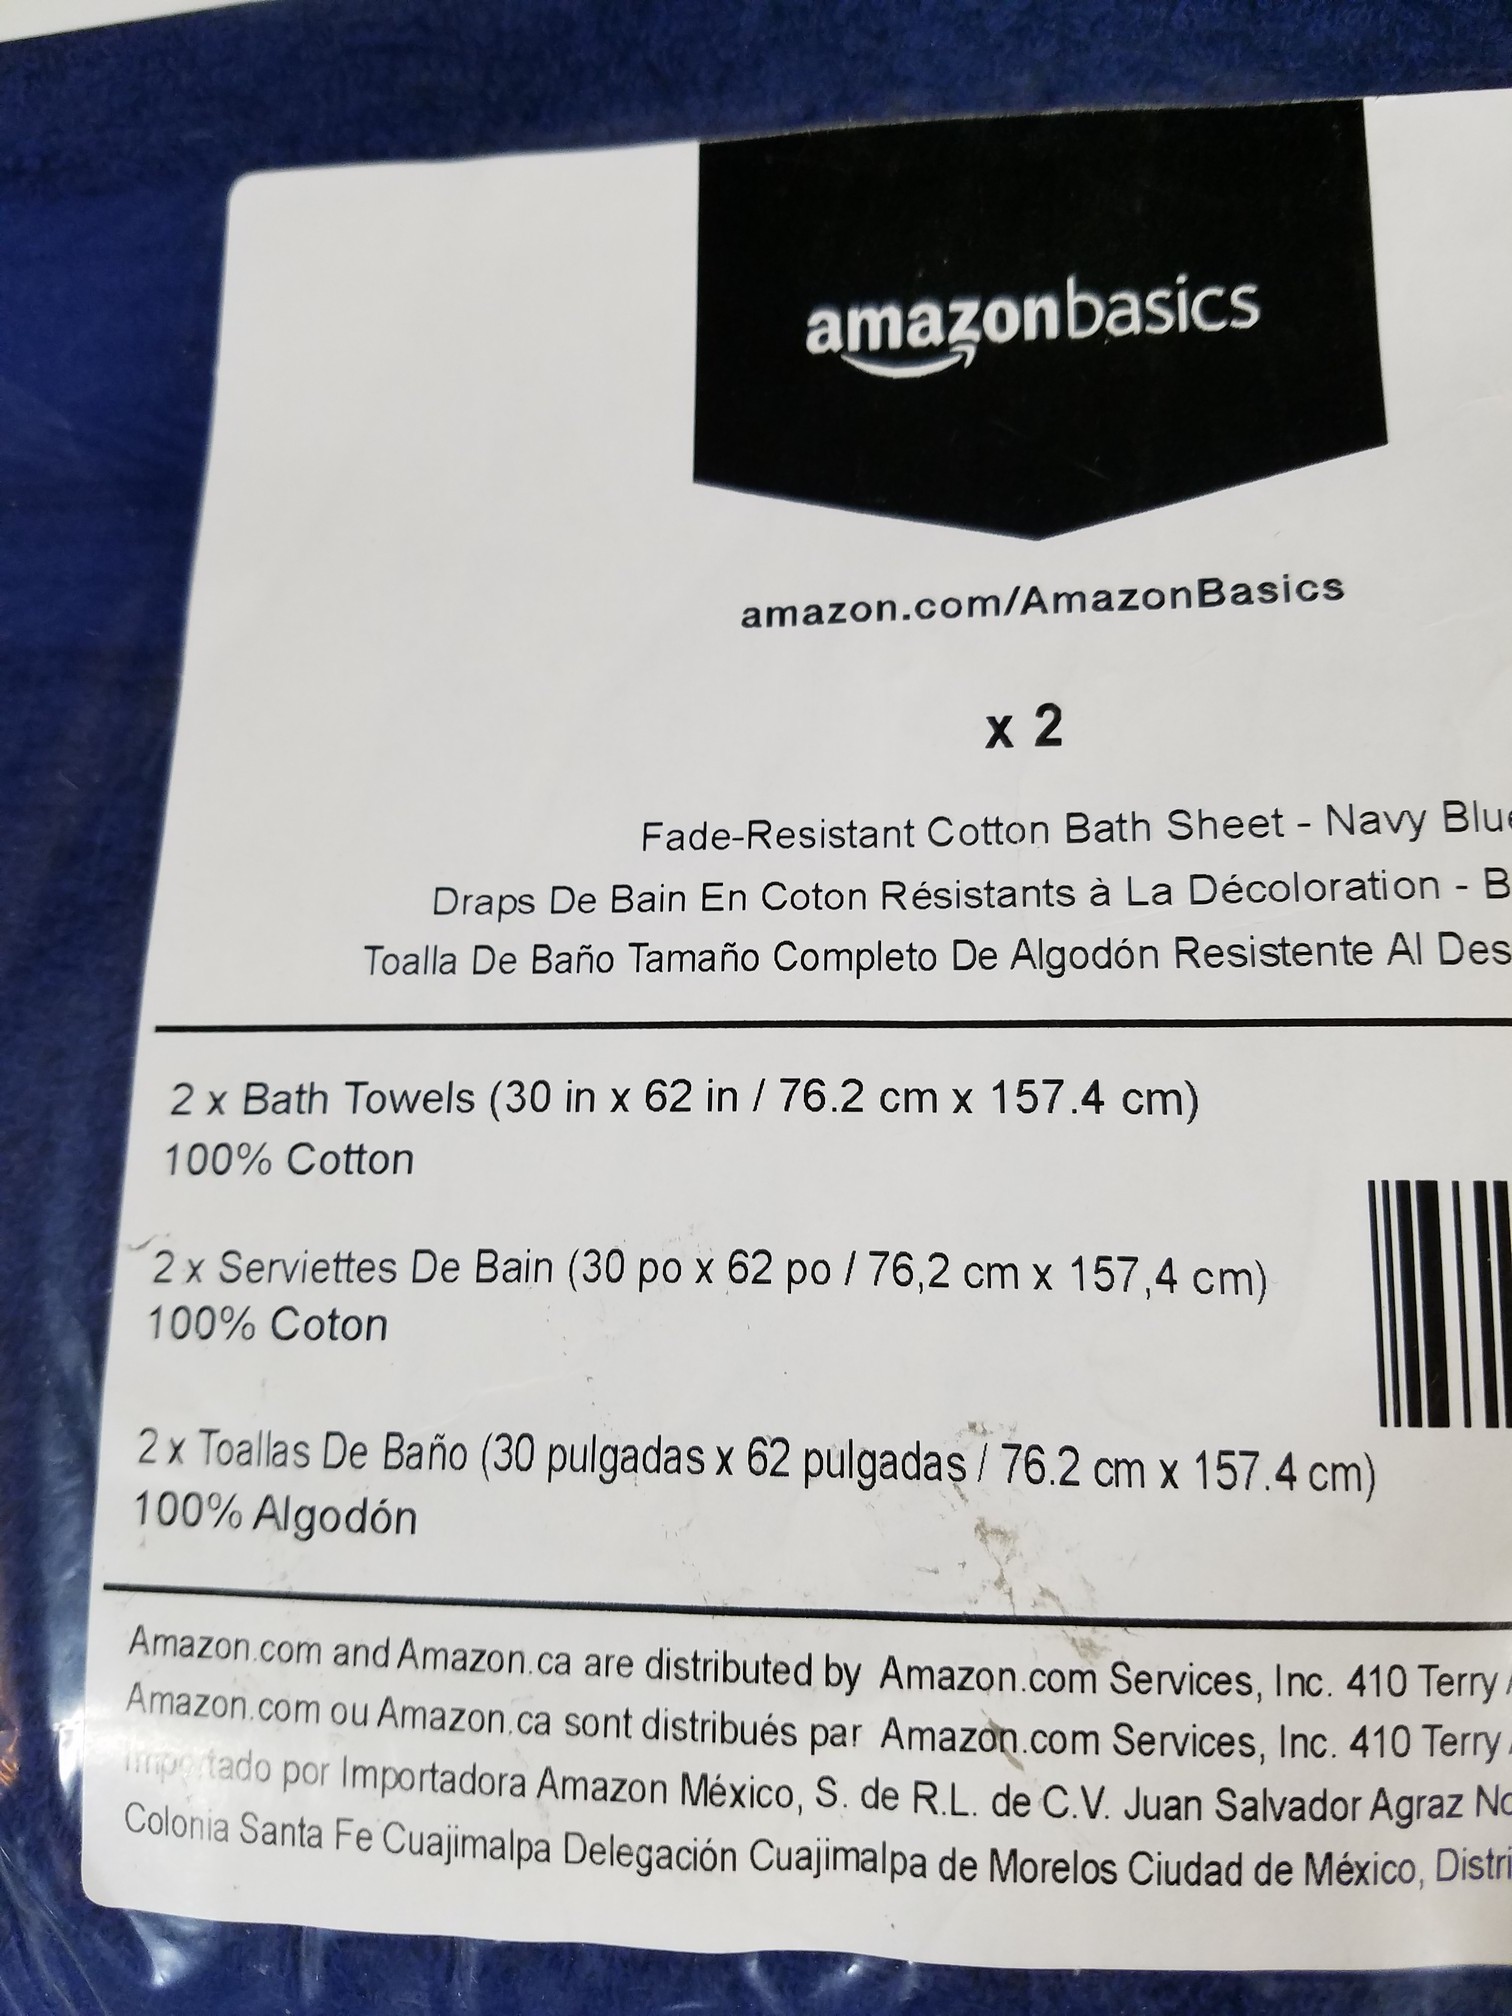 amazonbasics
amazon.com/AmazonBasics
x 2
Fade-Resistant Cotton Bath Sheet - Navy Blue
Draps De Bain En Coton Résistants à La Décoloration - B
Toalla De Baño Tamaño Completo De Algodón Resistente Al Des
2 x Bath Towels (30 in x 62 in / 76.2 cm x 157.4 cm)
100% Cotton
2 x Serviettes De Bain (30 po x 62 po / 76,2 cm x 157,4 cm)
100% Coton
2 x Toallas De Baño (30 pulgadas x 62 pulgadas / 76.2 cm x 157.4 cm)
100% Algodón
Amazon.com and Amazon.ca are distributed by Amazon.com Services, Inc. 410 Terry
Amazon.com ou Amazon.ca sont distribués par Amazon.com Services, Inc. 410 Terry
Importado por Importadora Amazon México, S. de R.L. de C.V. Juan Salvador Agraz No
Colonia Santa Fe Cuajimalpa Delegación Cuajimalpa de Morelos Ciudad de México, Distri